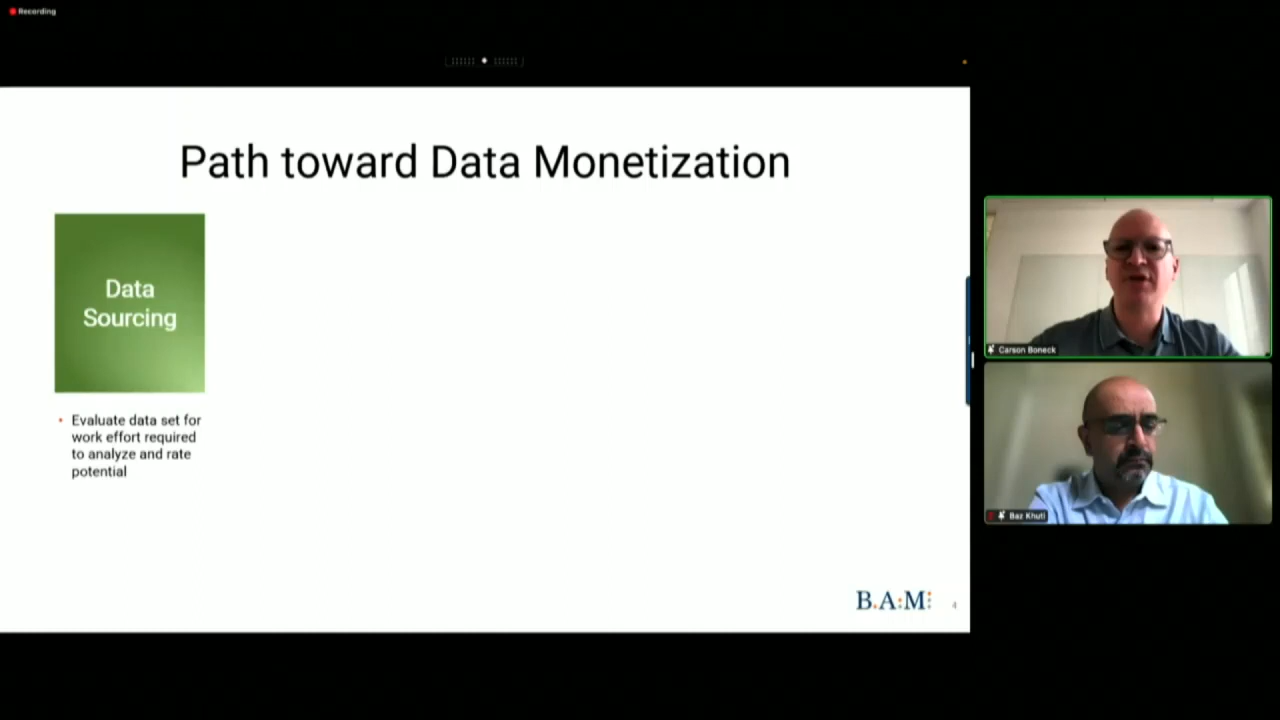 Recording
Path toward Data Monetization
Data
Sourcing
• Evaluate data set for
work effort required
to analyze and rate
potential
B.A.M
4
Carson Boneck
Baz Khuti